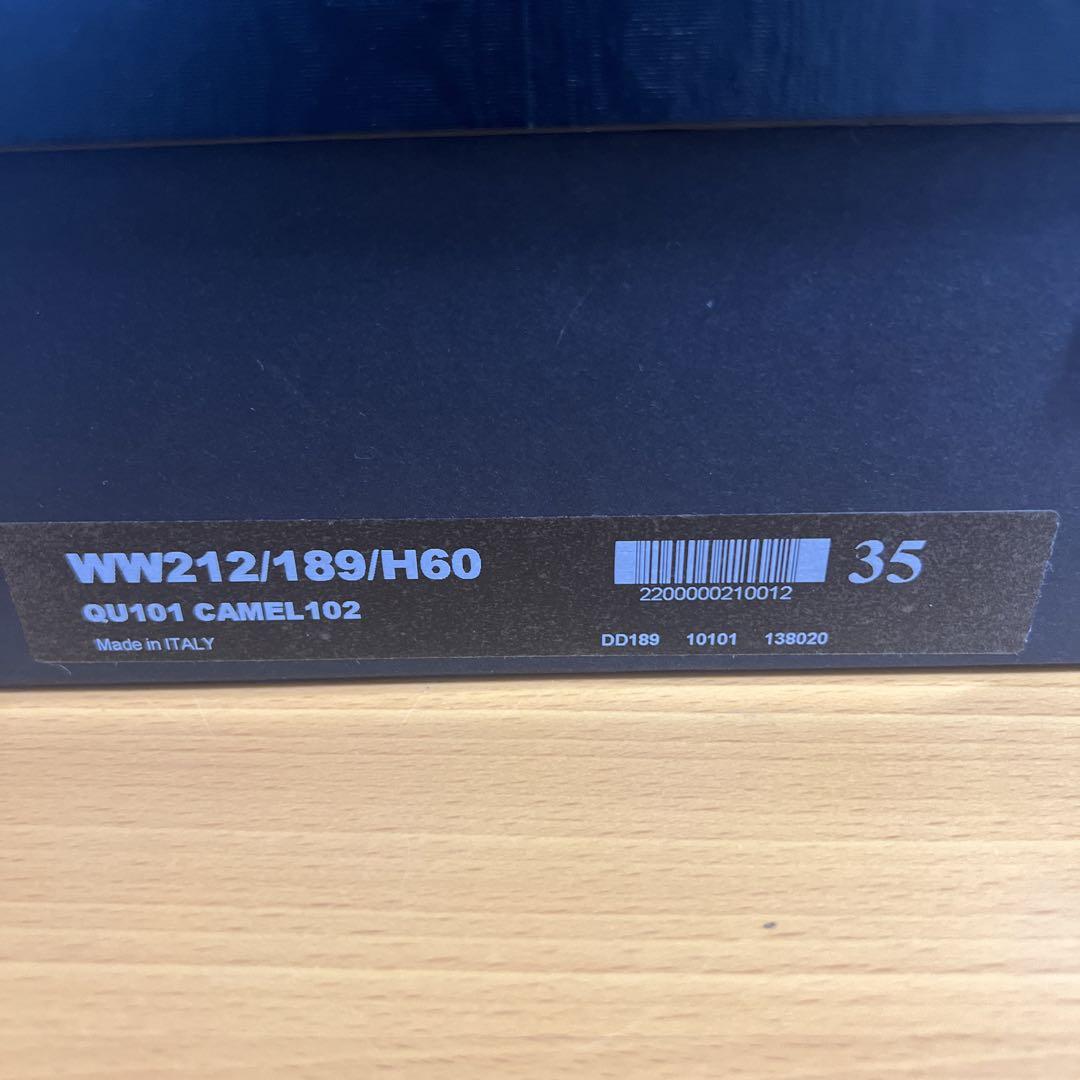 WW212/189/H60
QU101 CAMEL102
Made in ITALY
2200000210012
35
DD189 10101 138020